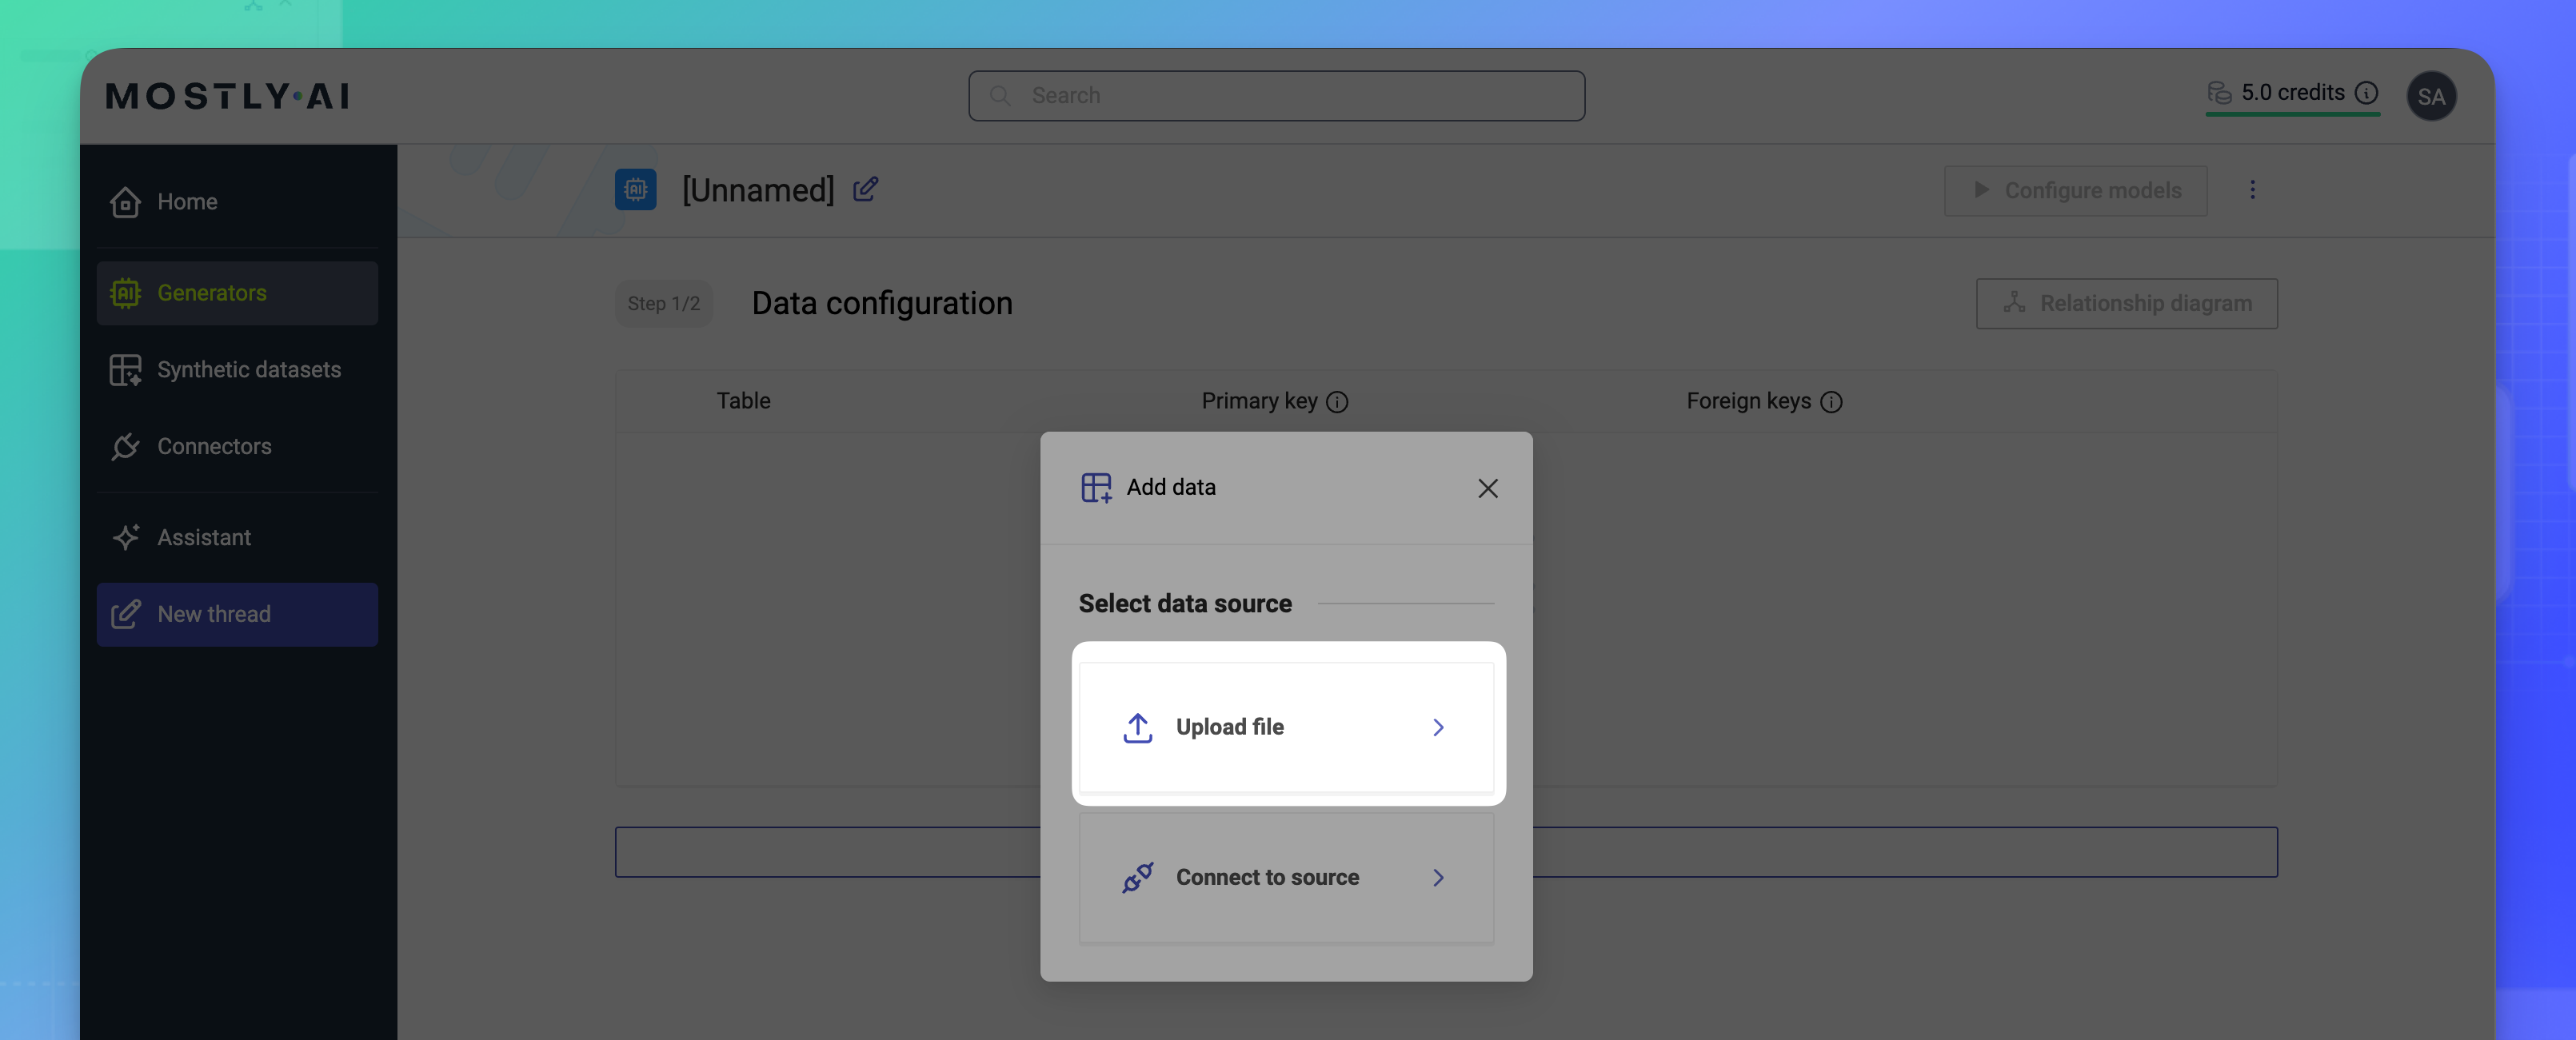 MOSTLY·AI
Search
5.0 credits
SA
Home
Generators
Synthetic datasets
Connectors
Assistant
New thread
[Unnamed]
Configure models
Step 1/2
Data configuration
Relationship diagram
Table
Primary key
Foreign keys
Add data
Select data source
Upload file
Connect to source